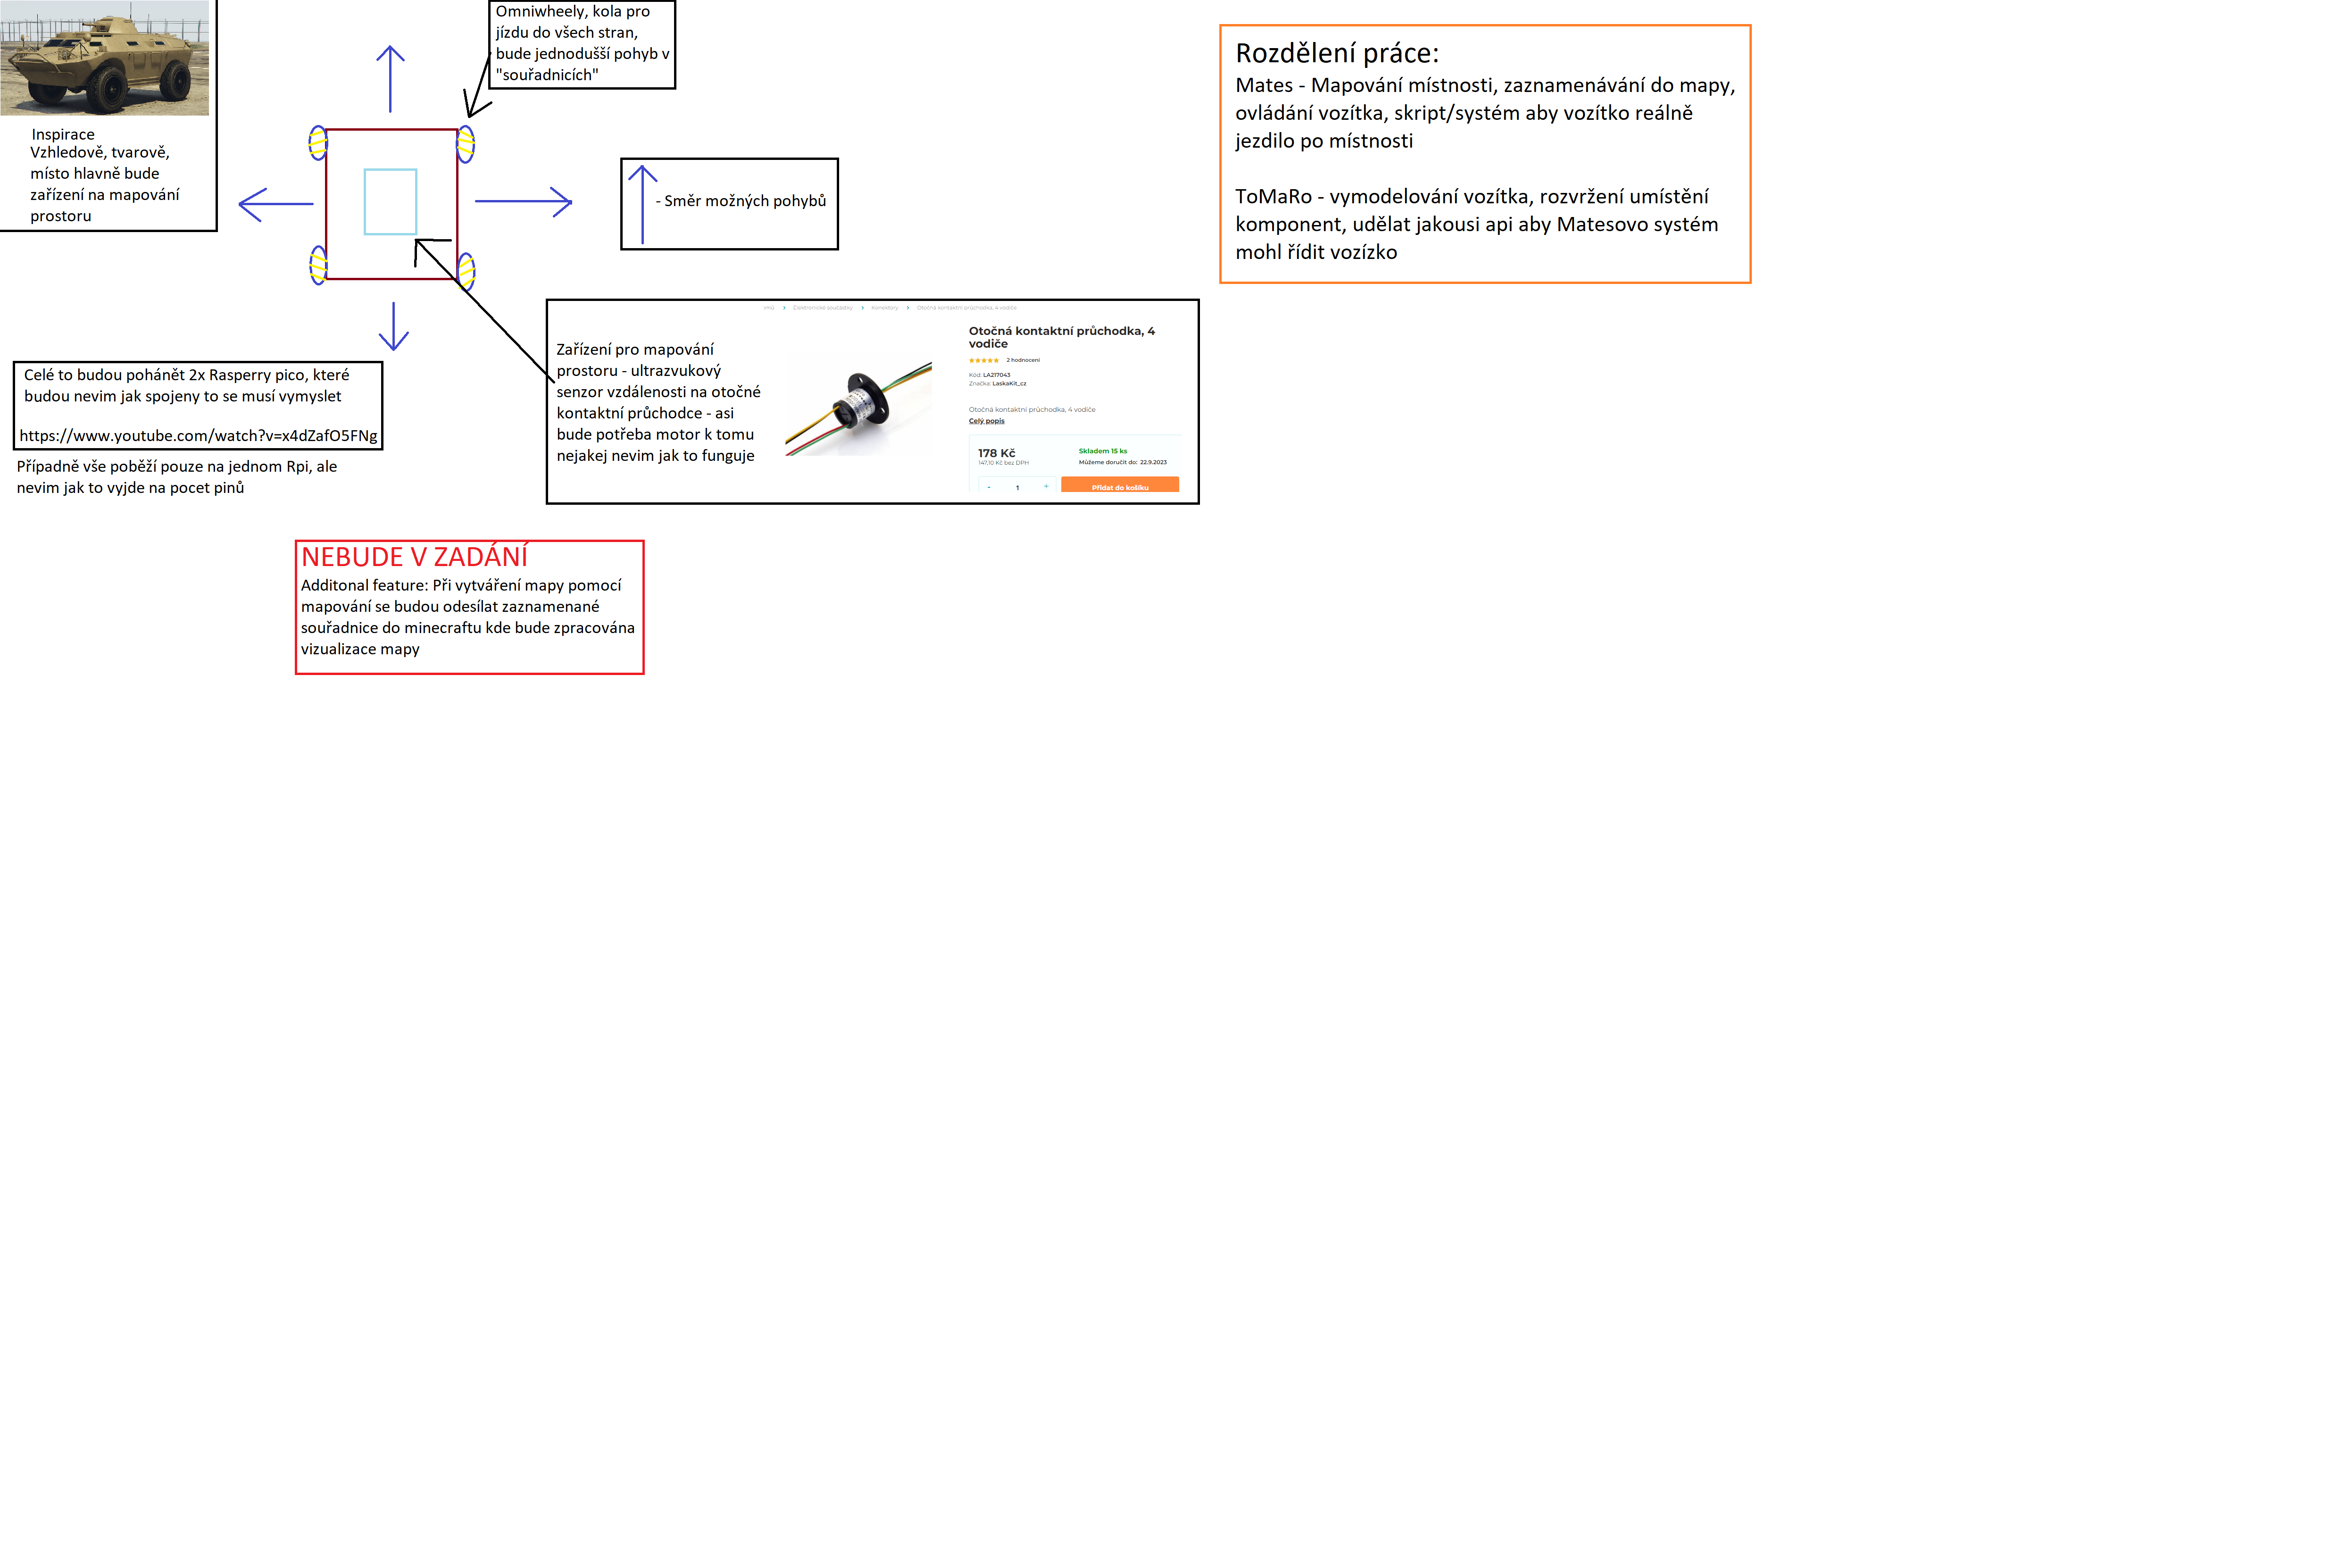 Omniwheely, kola pro
jízdu do všech stran,
bude jednodušší pohyb v
"souřadnicích"
Inspirace
Vzhledově, tvarově,
místo hlavně bude
zařízení na mapování
prostoru
- Směr možných pohybů
Rozdělení práce:
Mates - Mapování místnosti, zaznamenávání do mapy,
ovládání vozítka, skript/systém aby vozítko reálně
jezdilo po místnosti
ToMaRo - vymodelování vozítka, rozvržení umístění
komponent, udělat jakousi api aby Matesovo systém
mohl řídit vozízko
Celé to budou pohánět 2x Rasperry pico, které
budou nevim jak spojeny to se musí vymyslet
https://www.youtube.com/watch?v=x4dZafO5FNg
Případně vše poběží pouze na jednom Rpi, ale
nevim jak to vyjde na pocet pinů
Zařízení pro mapování
prostoru - ultrazvukový
senzor vzdálenosti na otočné
kontaktní průchodce - asi
bude potřeba motor k tomu
nejakej nevim jak to funguje
Elektronické součástky > Konektory > Otočná kontaktní průchodka, 4 vodiče
Otočná kontaktní průchodka, 4
vodiče
2 hodnocení
Kód: LA217043
Značka: LaskaKit_cz
Otočná kontaktní průchodka, 4 vodiče
Celý popis
178 Kč
147,10 Kč bez DPH
Skladem 15 ks
Můžeme doručit do: 22.9.2023
- 1 +
Přidat do košíku
NEBUDE V ZADÁNÍ
Additonal feature: Při vytváření mapy pomocí
mapování se budou odesílat zaznamenané
souřadnice do minecraftu kde bude zpracována
vizualizace mapy